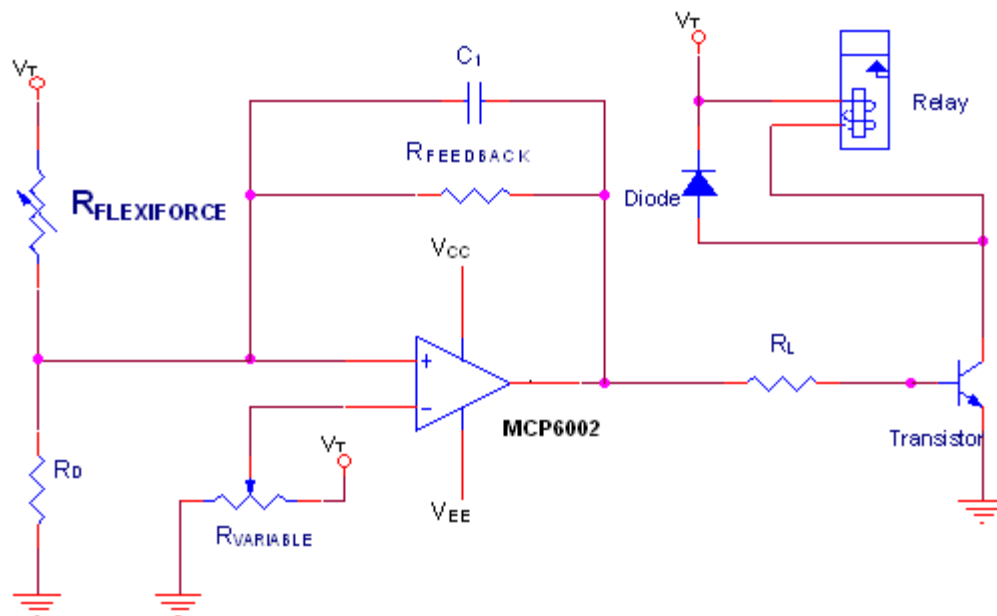 VT
C1
Relay
VT
RFEEDBACK
RFLEXIFORCE
Diode
VCC
RL
+
−
MCP6002
Transistor
VT
RD
VEE
RVARIABLE